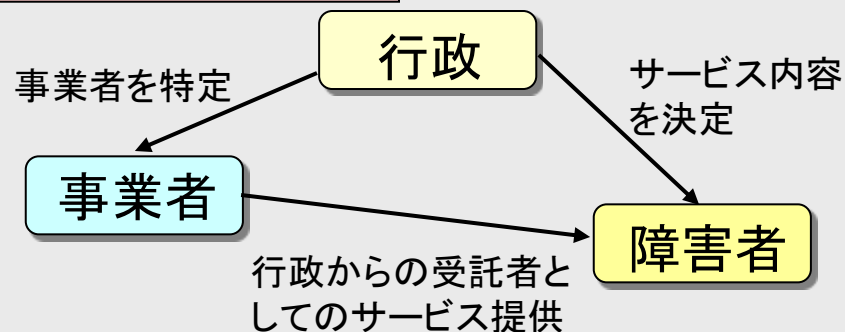 行政
事業者を特定
サービス内容
を決定
事業者
障害者
行政からの受託者と
してのサービス提供